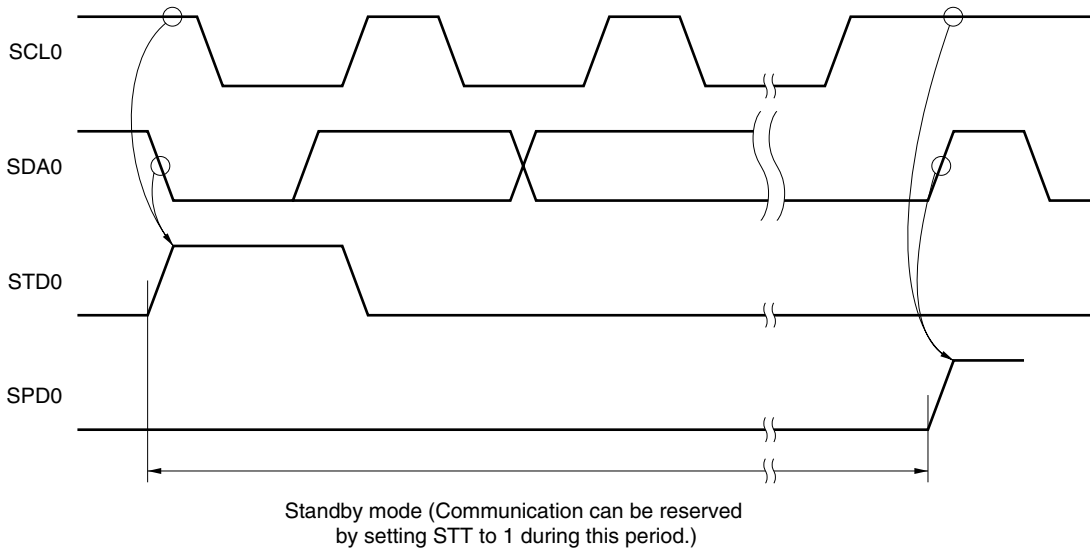 SCL0
SDA0
STD0
SPD0
Standby mode (Communication can be reserved
by setting STT to 1 during this period.)